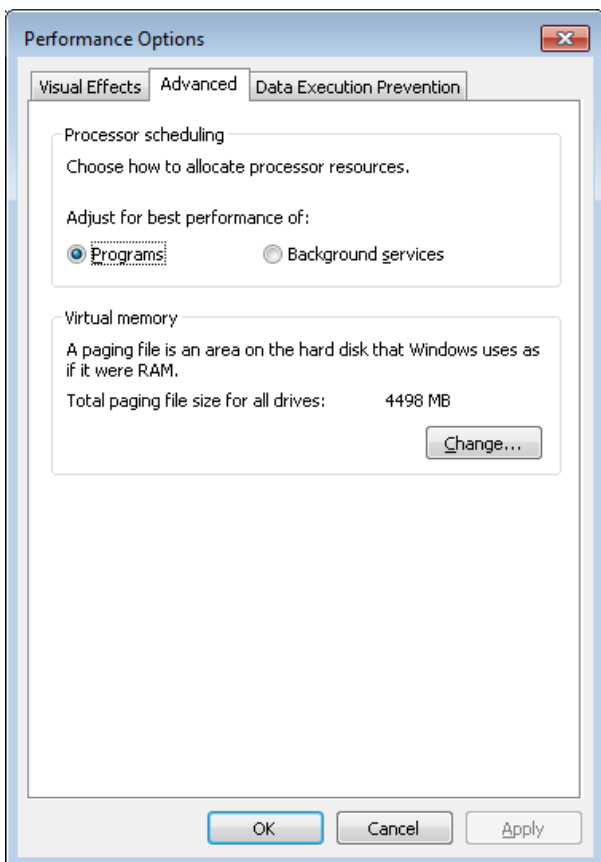 Performance Options
Visual Effects Advanced Data Execution Prevention
Processor scheduling
Choose how to allocate processor resources.
Adjust for best performance of:
Programs Background services
Virtual memory
A paging file is an area on the hard disk that Windows uses as
if it were RAM.
Total paging file size for all drives: 4498 MB
Change...
OK Cancel Apply